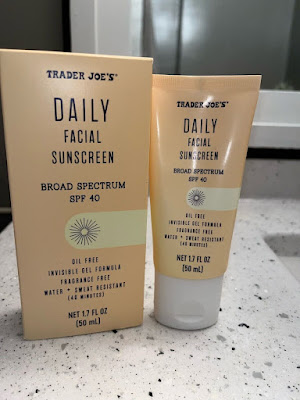 TRADER JOE'S®
DAILY
FACIAL
SUNSCREEN
BROAD SPECTRUM
SPF 40
OIL FREE
INVISIBLE GEL FORMULA
FRAGRANCE FREE
WATER + SWEAT RESISTANT
(40 MINUTES)
NET 1.7 FL OZ
(50 mL)
TRADER JOE'S®
DAILY
FACIAL
SUNSCREEN
BROAD SPECTRUM
SPF 40
OIL FREE
INVISIBLE GEL FORMULA
FRAGRANCE FREE
WATER + SWEAT RESISTANT
(40 MINUTES)
NET 1.7 FL OZ
(50 mL)